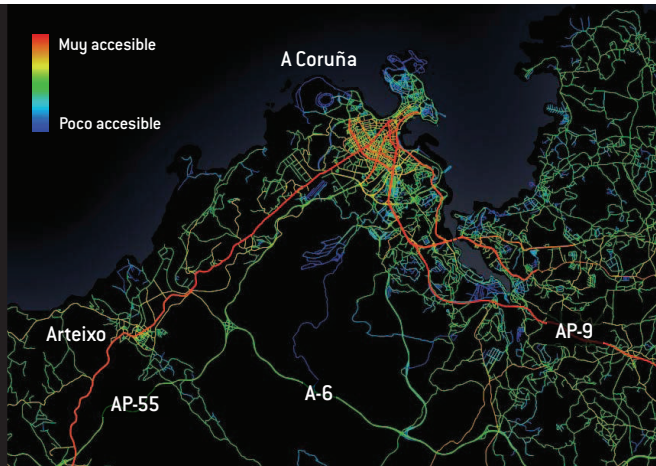 Muy accesible
Poco accesible
A Coruña
Arteixo
AP-55
A-6
AP-9